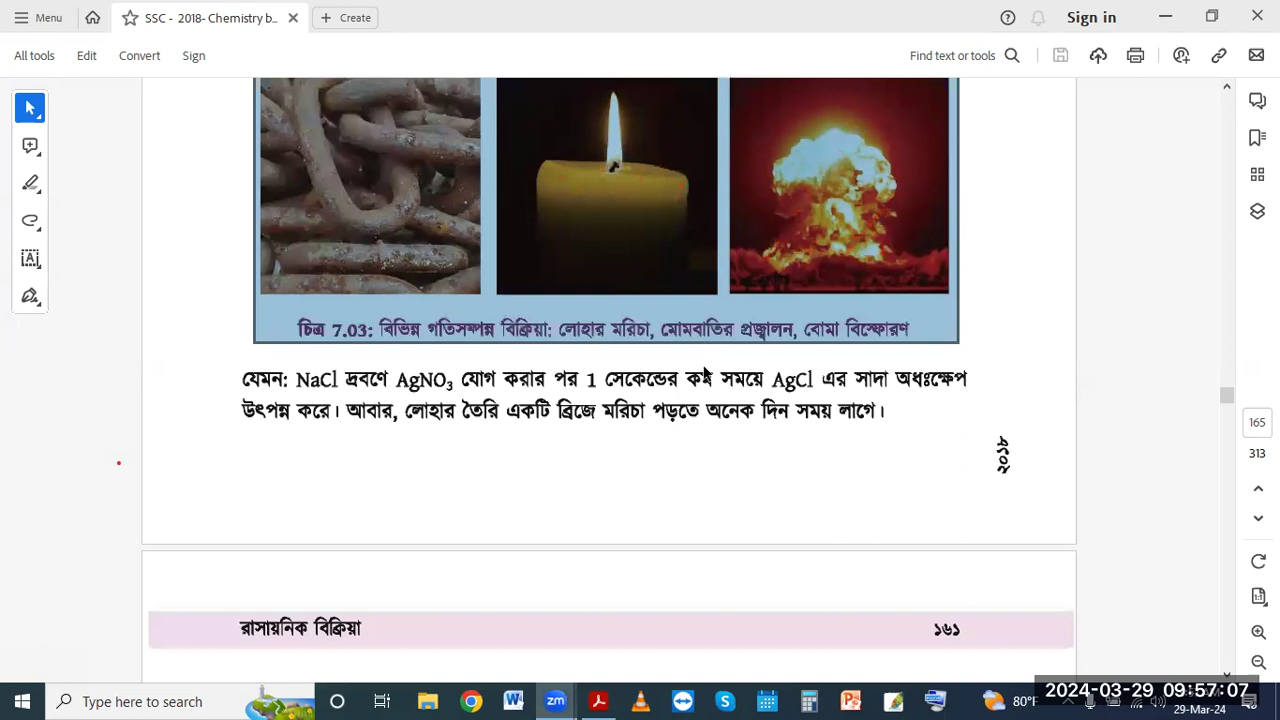 Menu
SSC - 2018- Chemistry b...
Create
Sign in
All tools
Edit
Convert
Sign
Find text or tools
চিত্র 7.03: বিভিন্ন গতিসম্পন্ন বিক্রিয়া: লোহার মরিচা, মোমবাতির প্রজ্বালন, বোমা বিস্ফোরণ
যেমন: NaCl দ্রবণে AgNO₃ যোগ করার পর 1 সেকেন্ডের কম সময়ে AgCl এর সাদা অধঃক্ষেপ
উৎপন্ন করে। আবার, লোহার তৈরি একটি ব্রিজে মরিচা পড়তে অনেক দিন সময় লাগে।
২০১৮
165
313
রাসায়নিক বিক্রিয়া
১৬১
Type here to search
80°F
2024-03-29 09:57:07
29-Mar-24